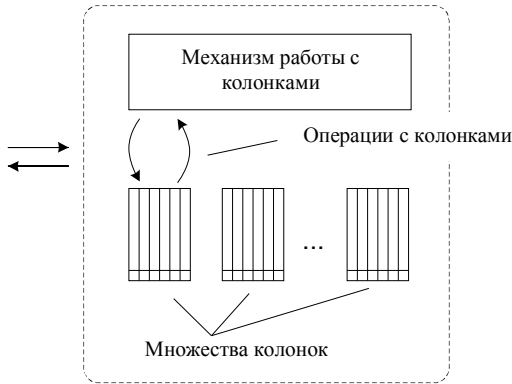 Механизм работы с
колонками
Операции с колонками
...
Множества колонок